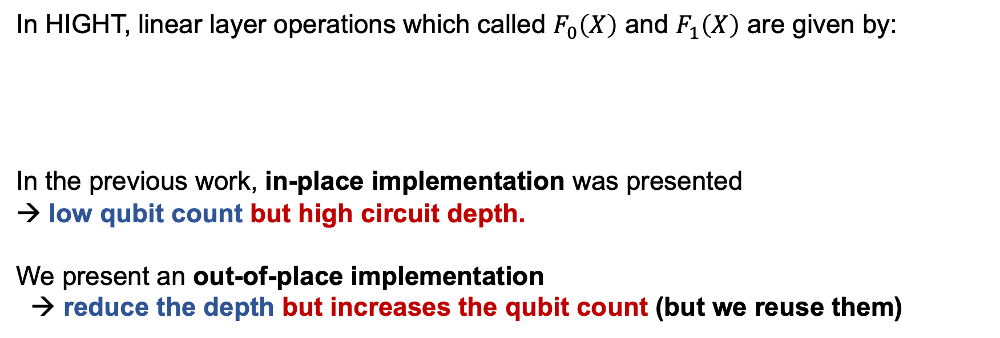 In HIGHT, linear layer operations which called F₀(X) and F₁(X) are given by:
In the previous work, in-place implementation was presented
→ low qubit count but high circuit depth.
We present an out-of-place implementation
→ reduce the depth but increases the qubit count (but we reuse them)